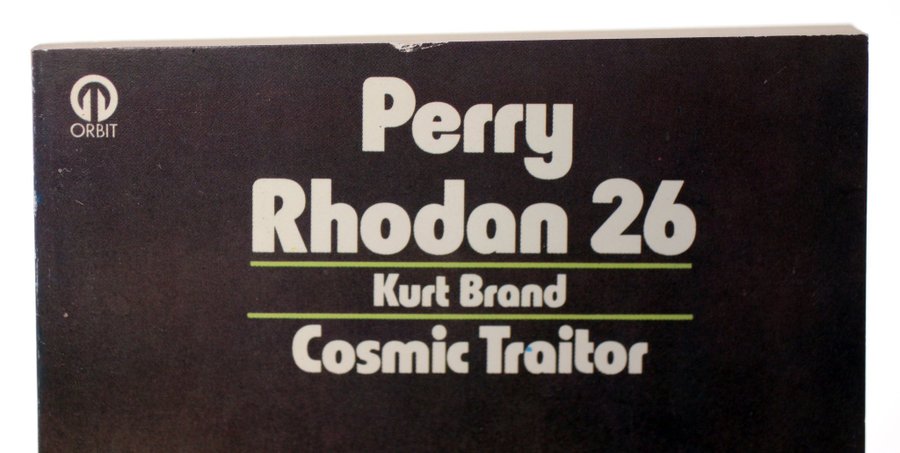 ORBIT
Perry
Rhodan 26
Kurt Brand
Cosmic Traitor